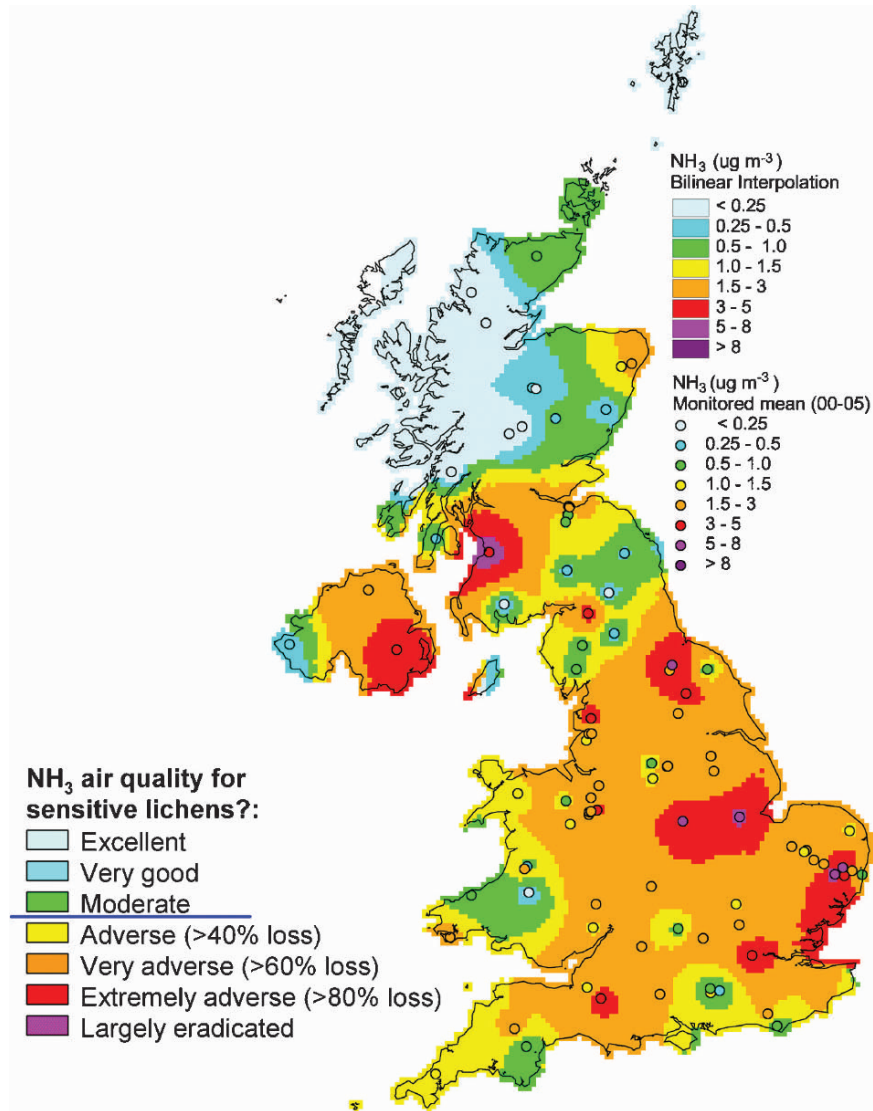 NH3 (ug m-3)
Bilinear Interpolation
< 0.25
0.25 - 0.5
0.5 - 1.0
1.0 - 1.5
1.5 - 3
3 - 5
5 - 8
> 8
NH3 (ug m-3)
Monitored mean (00-05)
< 0.25
0.25 - 0.5
0.5 - 1.0
1.0 - 1.5
1.5 - 3
3 - 5
5 - 8
> 8
NH3 air quality for
sensitive lichens?:
Excellent
Very good
Moderate
Adverse (>40% loss)
Very adverse (>60% loss)
Extremely adverse (>80% loss)
Largely eradicated